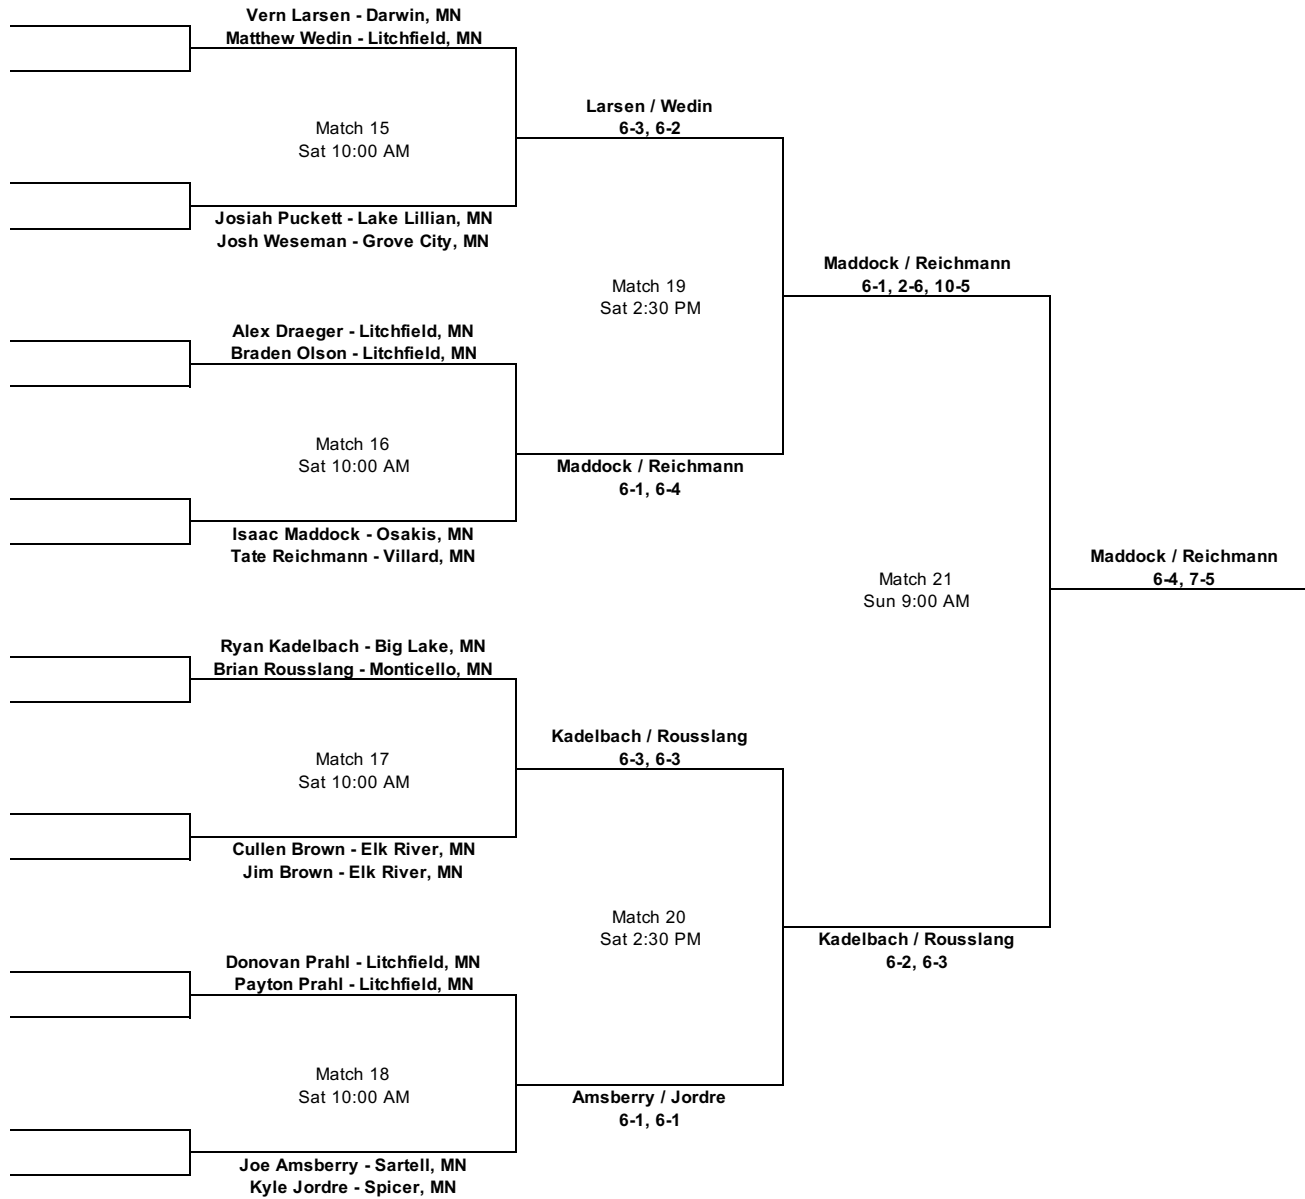 Vern Larsen - Darwin, MN
Matthew Wedin - Litchfield, MN
Match 15
Sat 10:00 AM
Josiah Puckett - Lake Lillian, MN
Josh Weseman - Grove City, MN
Larsen / Wedin
6-3, 6-2
Match 19
Sat 2:30 PM
Maddock / Reichmann
6-1, 2-6, 10-5
Alex Draeger - Litchfield, MN
Braden Olson - Litchfield, MN
Match 16
Sat 10:00 AM
Isaac Maddock - Osakis, MN
Tate Reichmann - Villard, MN
Maddock / Reichmann
6-1, 6-4
Match 21
Sun 9:00 AM
Maddock / Reichmann
6-4, 7-5
Ryan Kadelbach - Big Lake, MN
Brian Rousslang - Monticello, MN
Match 17
Sat 10:00 AM
Cullen Brown - Elk River, MN
Jim Brown - Elk River, MN
Kadelbach / Rousslang
6-3, 6-3
Match 20
Sat 2:30 PM
Kadelbach / Rousslang
6-2, 6-3
Donovan Prahl - Litchfield, MN
Payton Prahl - Litchfield, MN
Match 18
Sat 10:00 AM
Joe Amsberry - Sartell, MN
Kyle Jordre - Spicer, MN
Amsberry / Jordre
6-1, 6-1